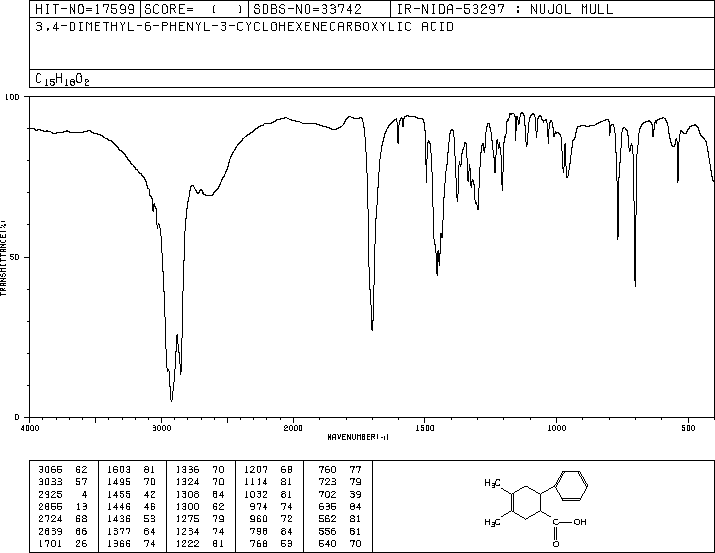 HIT-NO=17599 SCORE= ( ) SDBS-NO=33742 IR-NIDA-53297 : NUJOL MULL
3,4-DIMETHYL-6-PHENYL-3-CYCLOHEXENECARBOXYLIC ACID
C15H18O2
100
50
0
TRANSMITTANCE(%)
4000 3000 2000 1500 1000 500
WAVENUMBER(-1)
3065 62 1603 81 1336 70 1207 68 760 77
3033 57 1495 70 1324 70 1114 81 723 79
2925 4 1455 42 1308 64 1032 81 702 39
2855 13 1446 46 1300 62 974 74 635 84
2724 68 1436 53 1275 79 960 72 562 81
2639 66 1377 64 1234 74 798 84 556 81
1701 26 1366 74 1222 81 768 53 540 70
H3C
H3C
OH
O